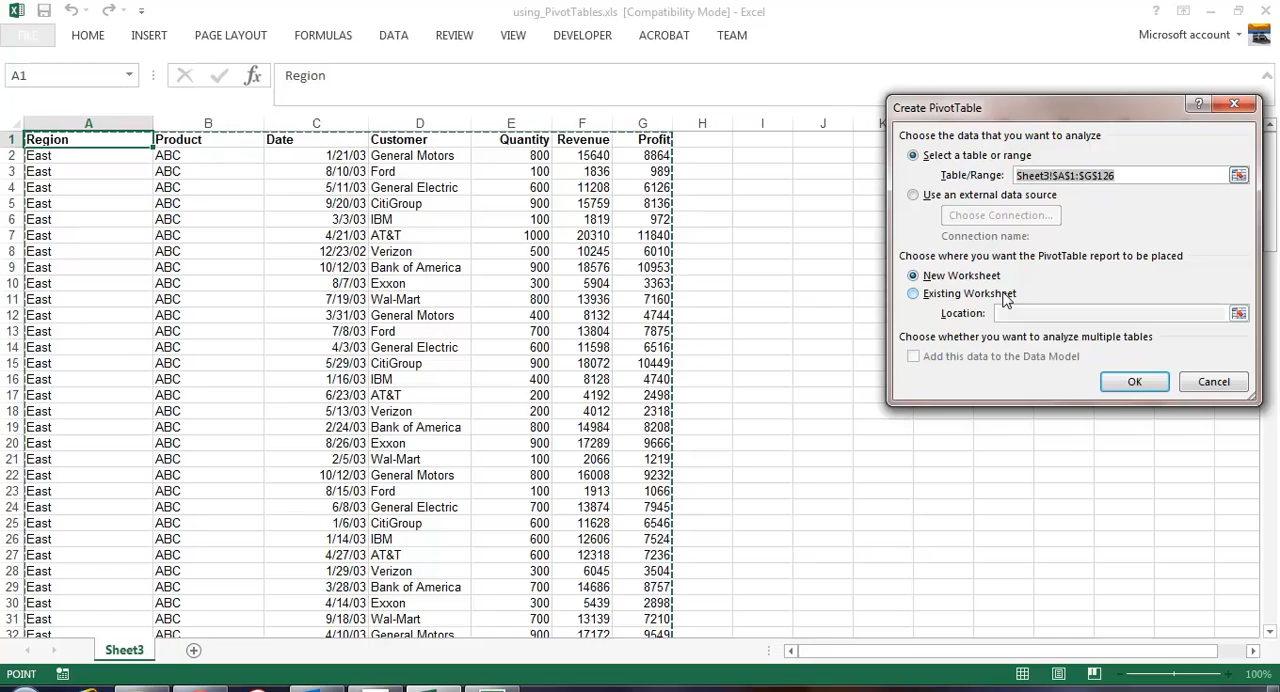 using_PivotTables.xls [Compatibility Mode] - Excel
FILE HOME INSERT PAGE LAYOUT FORMULAS DATA REVIEW VIEW DEVELOPER ACROBAT TEAM Microsoft account
A1 fx Region
A B C D E F G H I J K
1 Region Product Date Customer Quantity Revenue Profit
2 East ABC 1/21/03 General Motors 800 15640 8864
3 East ABC 8/10/03 Ford 100 1836 989
4 East ABC 5/11/03 General Electric 600 11208 6126
5 East ABC 9/20/03 CitiGroup 800 15759 8136
6 East ABC 3/3/03 IBM 100 1819 972
7 East ABC 4/21/03 AT&T 1000 20310 11840
8 East ABC 12/23/02 Verizon 500 10245 6010
9 East ABC 10/12/03 Bank of America 900 18576 10953
10 East ABC 8/7/03 Exxon 300 5904 3363
11 East ABC 7/19/03 Wal-Mart 800 13936 7160
12 East ABC 3/31/03 General Motors 400 8132 4744
13 East ABC 7/8/03 Ford 700 13804 7875
14 East ABC 4/3/03 General Electric 600 11598 6516
15 East ABC 5/29/03 CitiGroup 900 18072 10449
16 East ABC 1/16/03 IBM 400 8128 4740
17 East ABC 6/23/03 AT&T 200 4192 2498
18 East ABC 5/13/03 Verizon 200 4012 2318
19 East ABC 2/24/03 Bank of America 800 14984 8208
20 East ABC 8/26/03 Exxon 900 17289 9666
21 East ABC 2/5/03 Wal-Mart 100 2066 1219
22 East ABC 10/12/03 General Motors 800 16008 9232
23 East ABC 8/15/03 Ford 100 1913 1066
24 East ABC 6/8/03 General Electric 700 13874 7945
25 East ABC 1/6/03 CitiGroup 600 11628 6546
26 East ABC 1/14/03 IBM 600 12606 7524
27 East ABC 4/27/03 AT&T 600 12318 7236
28 East ABC 1/29/03 Verizon 300 6045 3504
29 East ABC 3/28/03 Bank of America 700 14686 8757
30 East ABC 4/14/03 Exxon 300 5439 2898
31 East ABC 9/18/03 Wal-Mart 700 13139 7210
32 East ABC 4/10/03 General Motors 900 17172 9549
Create PivotTable
Choose the data that you want to analyze
Select a table or range
Table/Range: Sheet3!$A$1:$G$126
Use an external data source
Choose Connection...
Connection name:
Choose where you want the PivotTable report to be placed
New Worksheet
Existing Worksheet
Location:
Choose whether you want to analyze multiple tables
Add this data to the Data Model
OK Cancel
Sheet3
POINT 100%